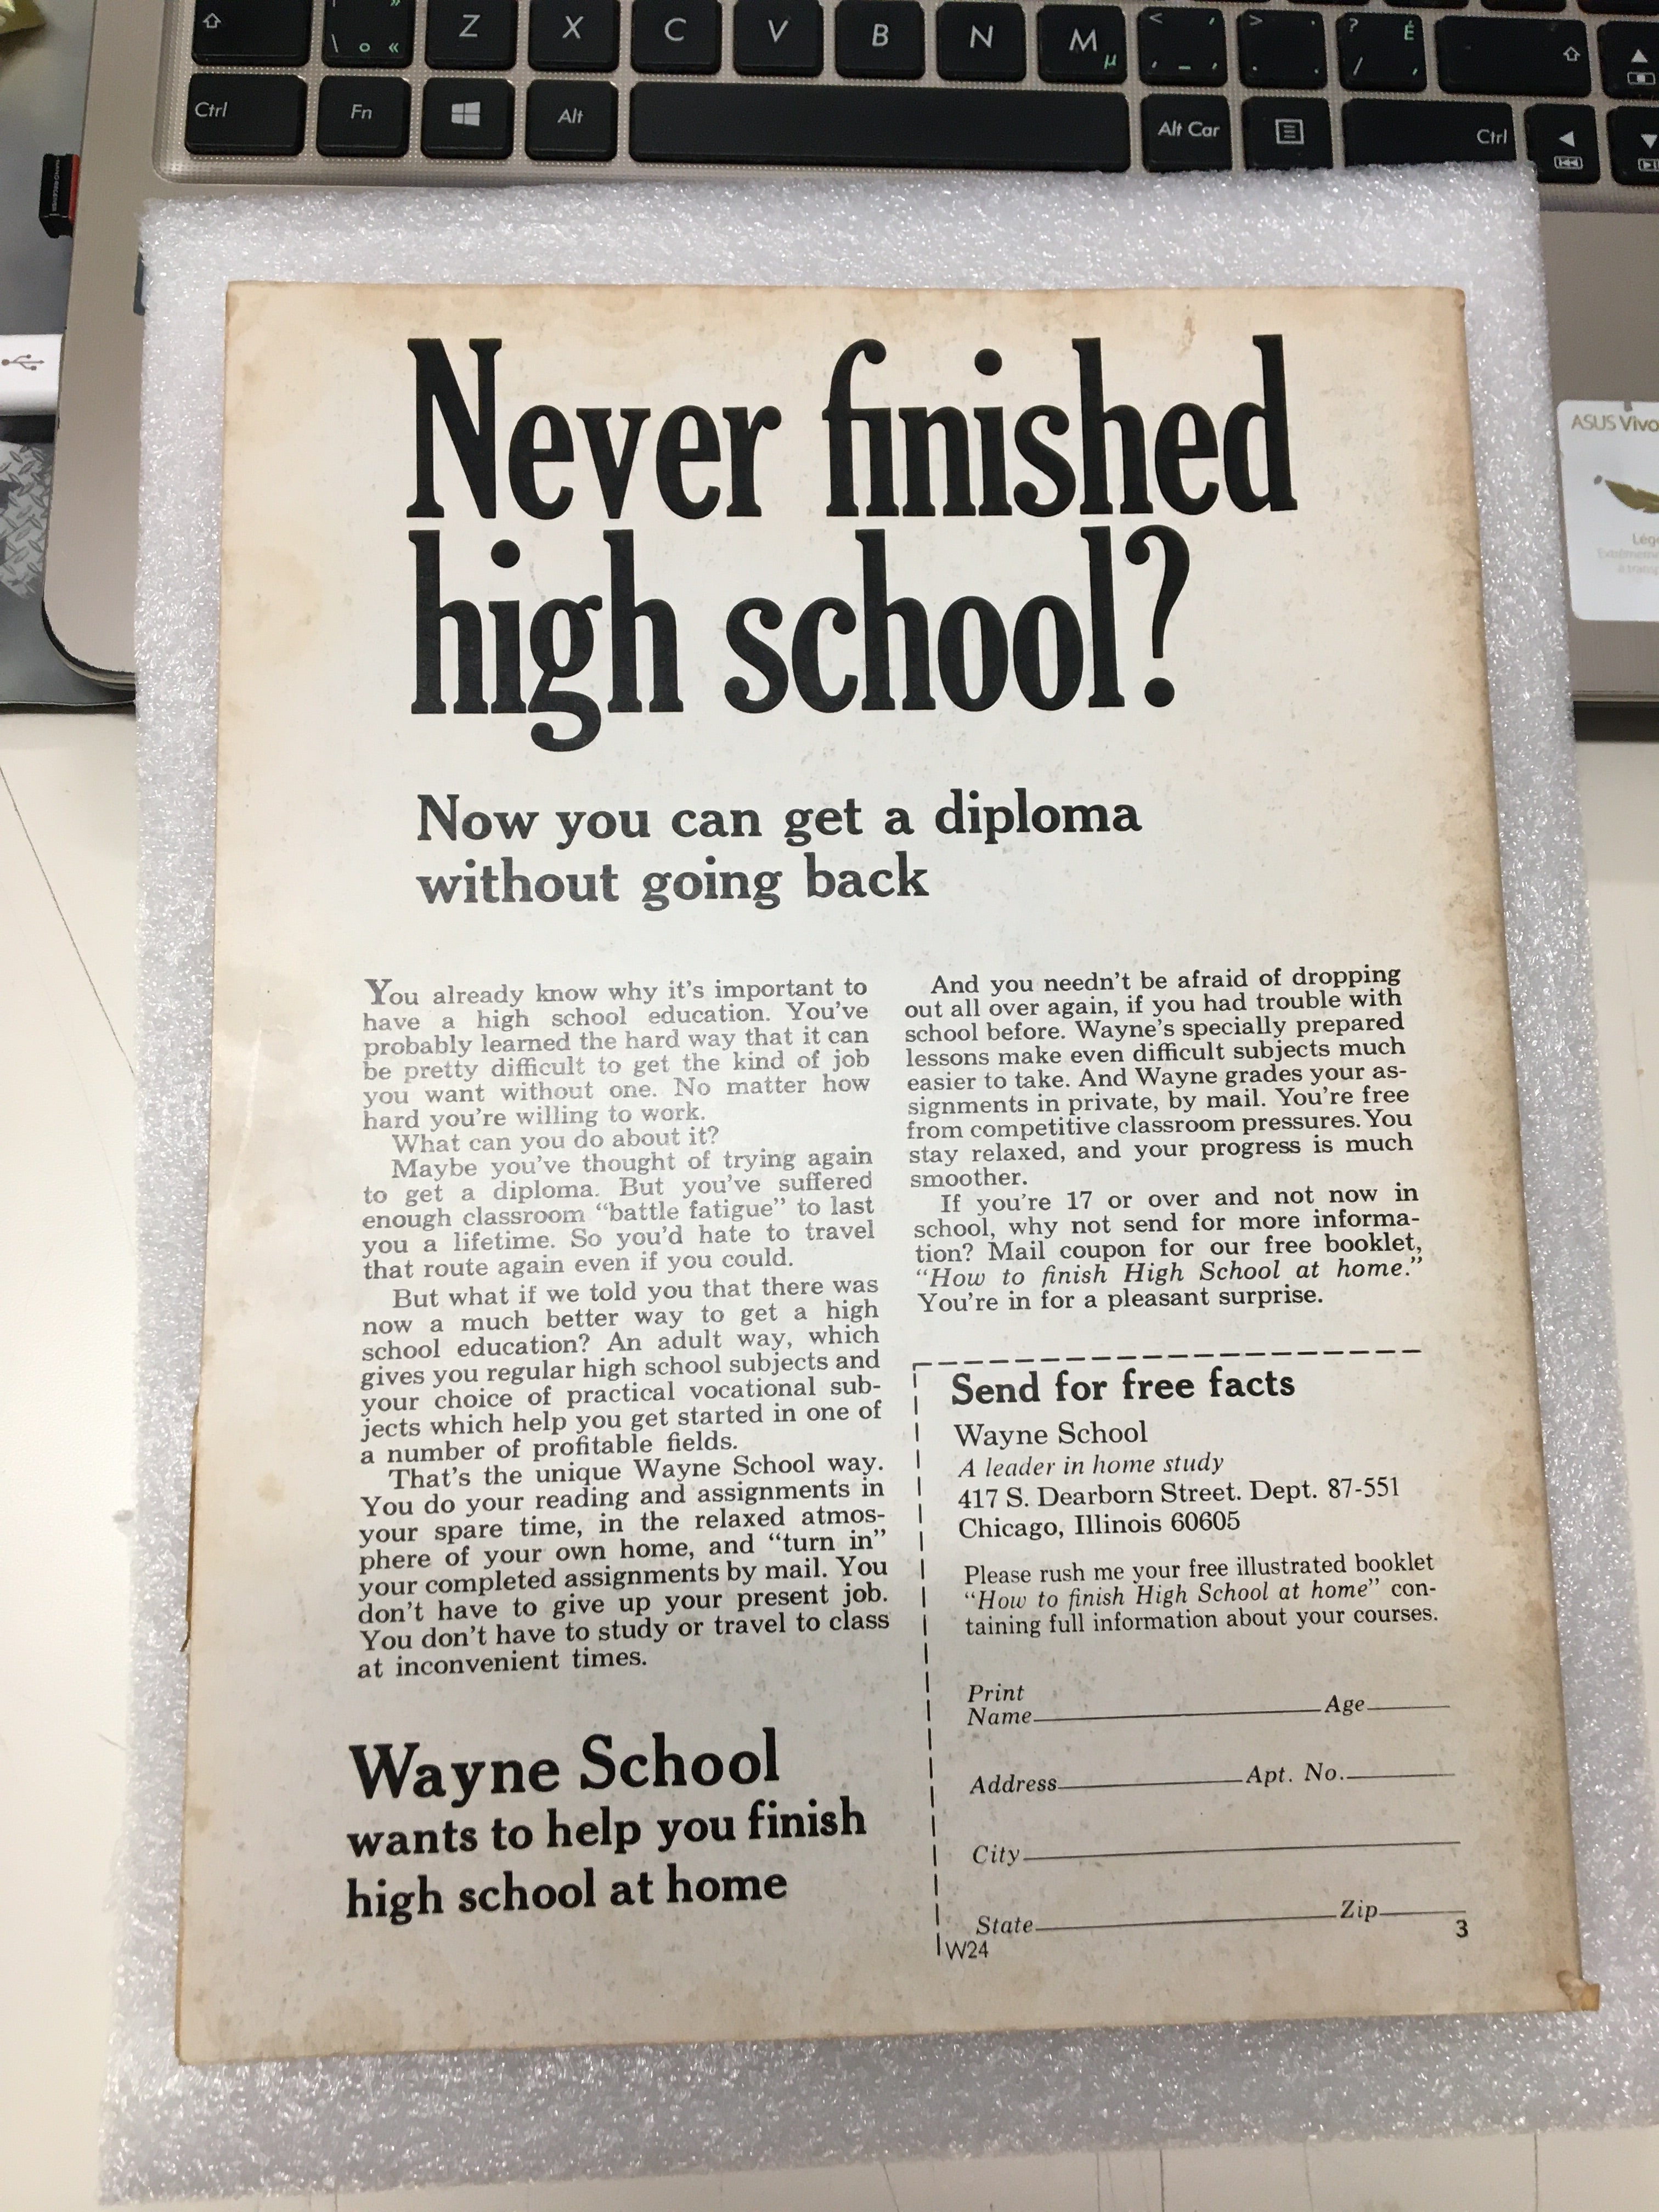 Z X C V B N M µ
\ ° «
»
< '
, _ ,
> .
. .
? É
/ ,
Ctrl Fn Alt Alt Car Ctrl
ASUS Vivo
Never finished
high school?
Now you can get a diploma
without going back
You already know why it's important to
have a high school education. You've
probably learned the hard way that it can
be pretty difficult to get the kind of job
you want without one. No matter how
hard you're willing to work.
What can you do about it?
Maybe you've thought of trying again
to get a diploma. But you've suffered
enough classroom “battle fatigue” to last
you a lifetime. So you'd hate to travel
that route again even if you could.
But what if we told you that there was
now a much better way to get a high
school education? An adult way, which
gives you regular high school subjects and
your choice of practical vocational sub-
jects which help you get started in one of
a number of profitable fields.
That's the unique Wayne School way.
You do your reading and assignments in
your spare time, in the relaxed atmos-
phere of your own home, and “turn in”
your completed assignments by mail. You
don't have to give up your present job.
You don't have to study or travel to class
at inconvenient times.
Wayne School
wants to help you finish
high school at home
And you needn't be afraid of dropping
out all over again, if you had trouble with
school before. Wayne's specially prepared
lessons make even difficult subjects much
easier to take. And Wayne grades your as-
signments in private, by mail. You're free
from competitive classroom pressures. You
stay relaxed, and your progress is much
smoother.
If you're 17 or over and not now in
school, why not send for more informa-
tion? Mail coupon for our free booklet,
“How to finish High School at home.”
You're in for a pleasant surprise.
Send for free facts
Wayne School
A leader in home study
417 S. Dearborn Street. Dept. 87-551
Chicago, Illinois 60605
Please rush me your free illustrated booklet
“How to finish High School at home” con-
taining full information about your courses.
Print
Name Age
Address Apt. No.
City
State Zip
W24 3